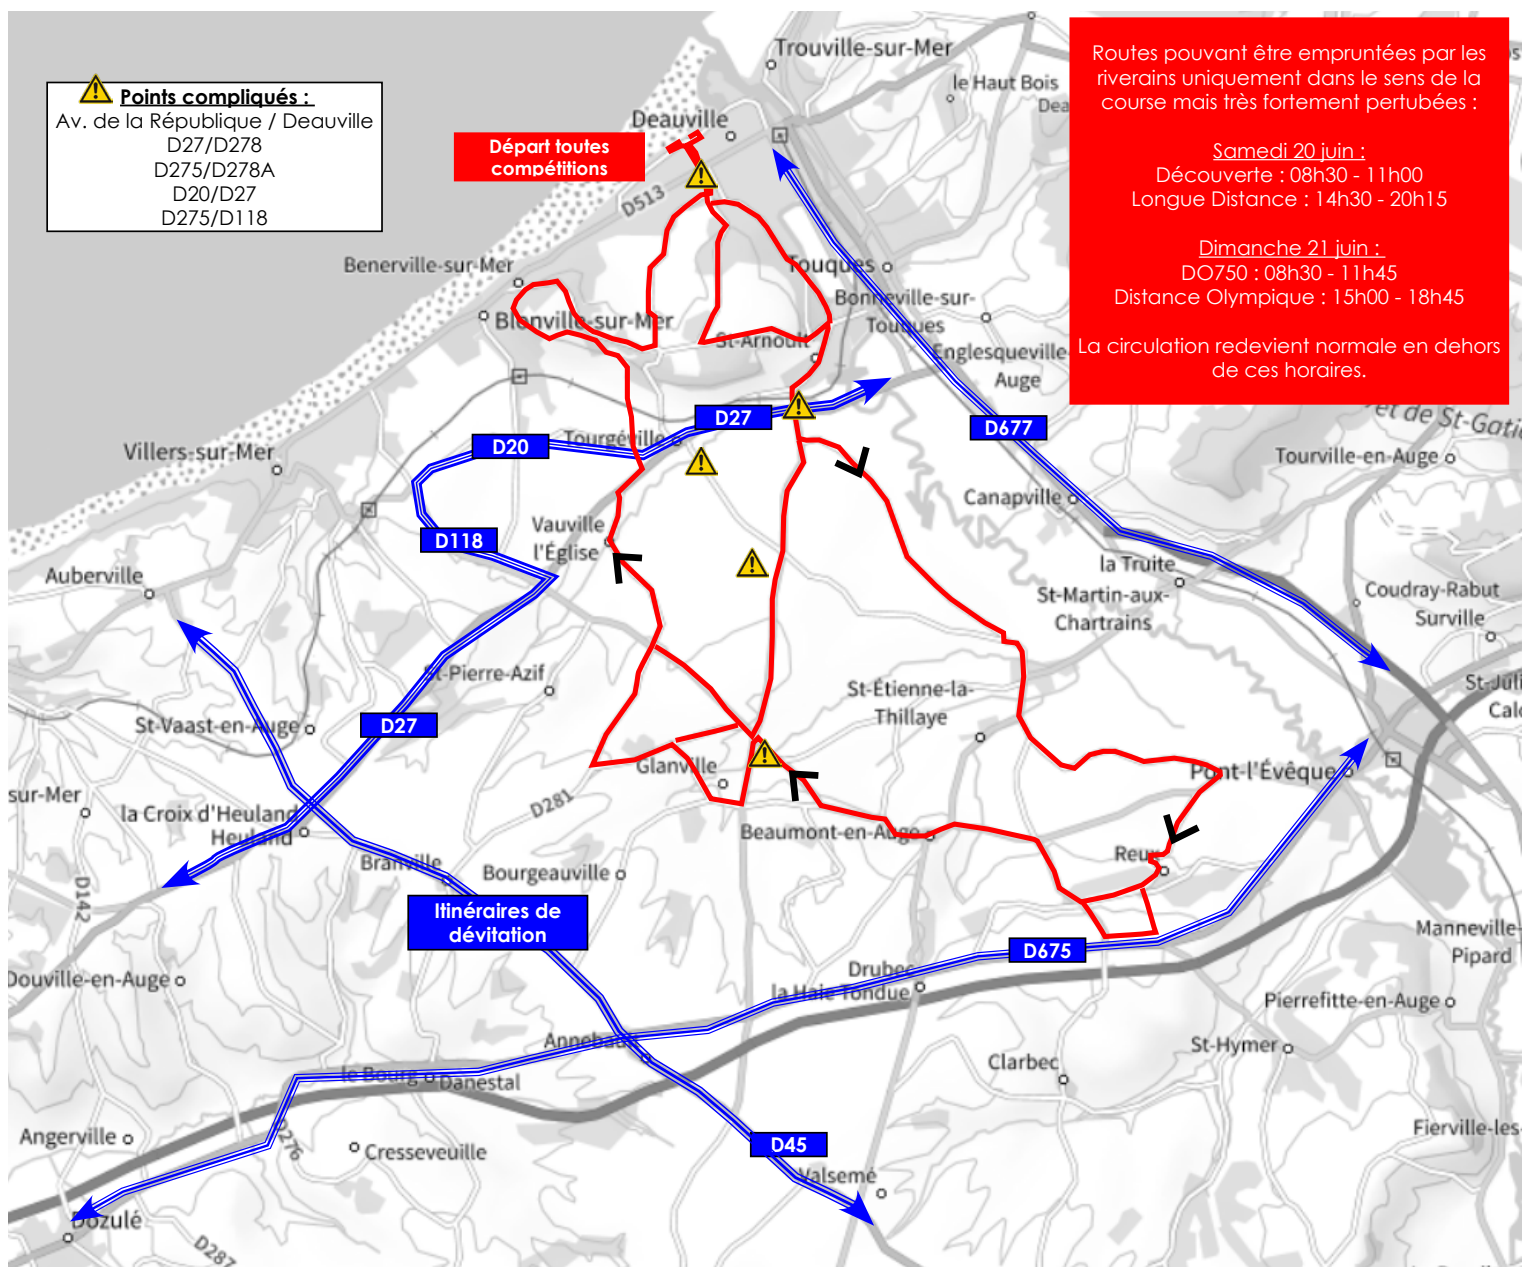 Points compliqués :
Av. de la République / Deauville
D27/D278
D275/D278A
D20/D27
D275/D118
Départ toutes
compétitions
Routes pouvant être empruntées par les
riverains uniquement dans le sens de la
course mais très fortement pertubées :
Samedi 20 juin :
Découverte : 08h30 - 11h00
Longue Distance : 14h30 - 20h15
Dimanche 21 juin :
DO750 : 08h30 - 11h45
Distance Olympique : 15h00 - 18h45
La circulation redevient normale en dehors
de ces horaires.
Trouville-sur-Mer
le Haut Bois
Deauville
D513
Benerville-sur-Mer
Touques
Bonneville-sur-
Touques
Blonville-sur-Mer
St-Arnoult
Englesqueville-
Auge
D27
D677
D20
Tourgéville
Villers-sur-Mer
Tourville-en-Auge
Canapville
D118
Vauville
l'Église
la Truite
Auberville
St-Martin-aux-
Chartrains
Coudray-Rabut
Surville
St-Pierre-Azif
St-Étienne-la-
Thillaye
D27
St-Vaast-en-Auge
Glanville
Pont-l'Évêque
sur-Mer
D281
la Croix d'Heuland
Heuland
Beaumont-en-Auge
Branville
Bourgeauville
Reux
D142
Itinéraires de
dévitation
Manneville-
Pipard
D675
Douville-en-Auge
Drubec
la Haie Tondue
Pierrefitte-en-Auge
Annebault
St-Hymer
Clarbec
le Bourg
Danestal
Angerville
D276
Cresseveuille
D45
Fierville-les-
Valsemé
Dozulé
D287